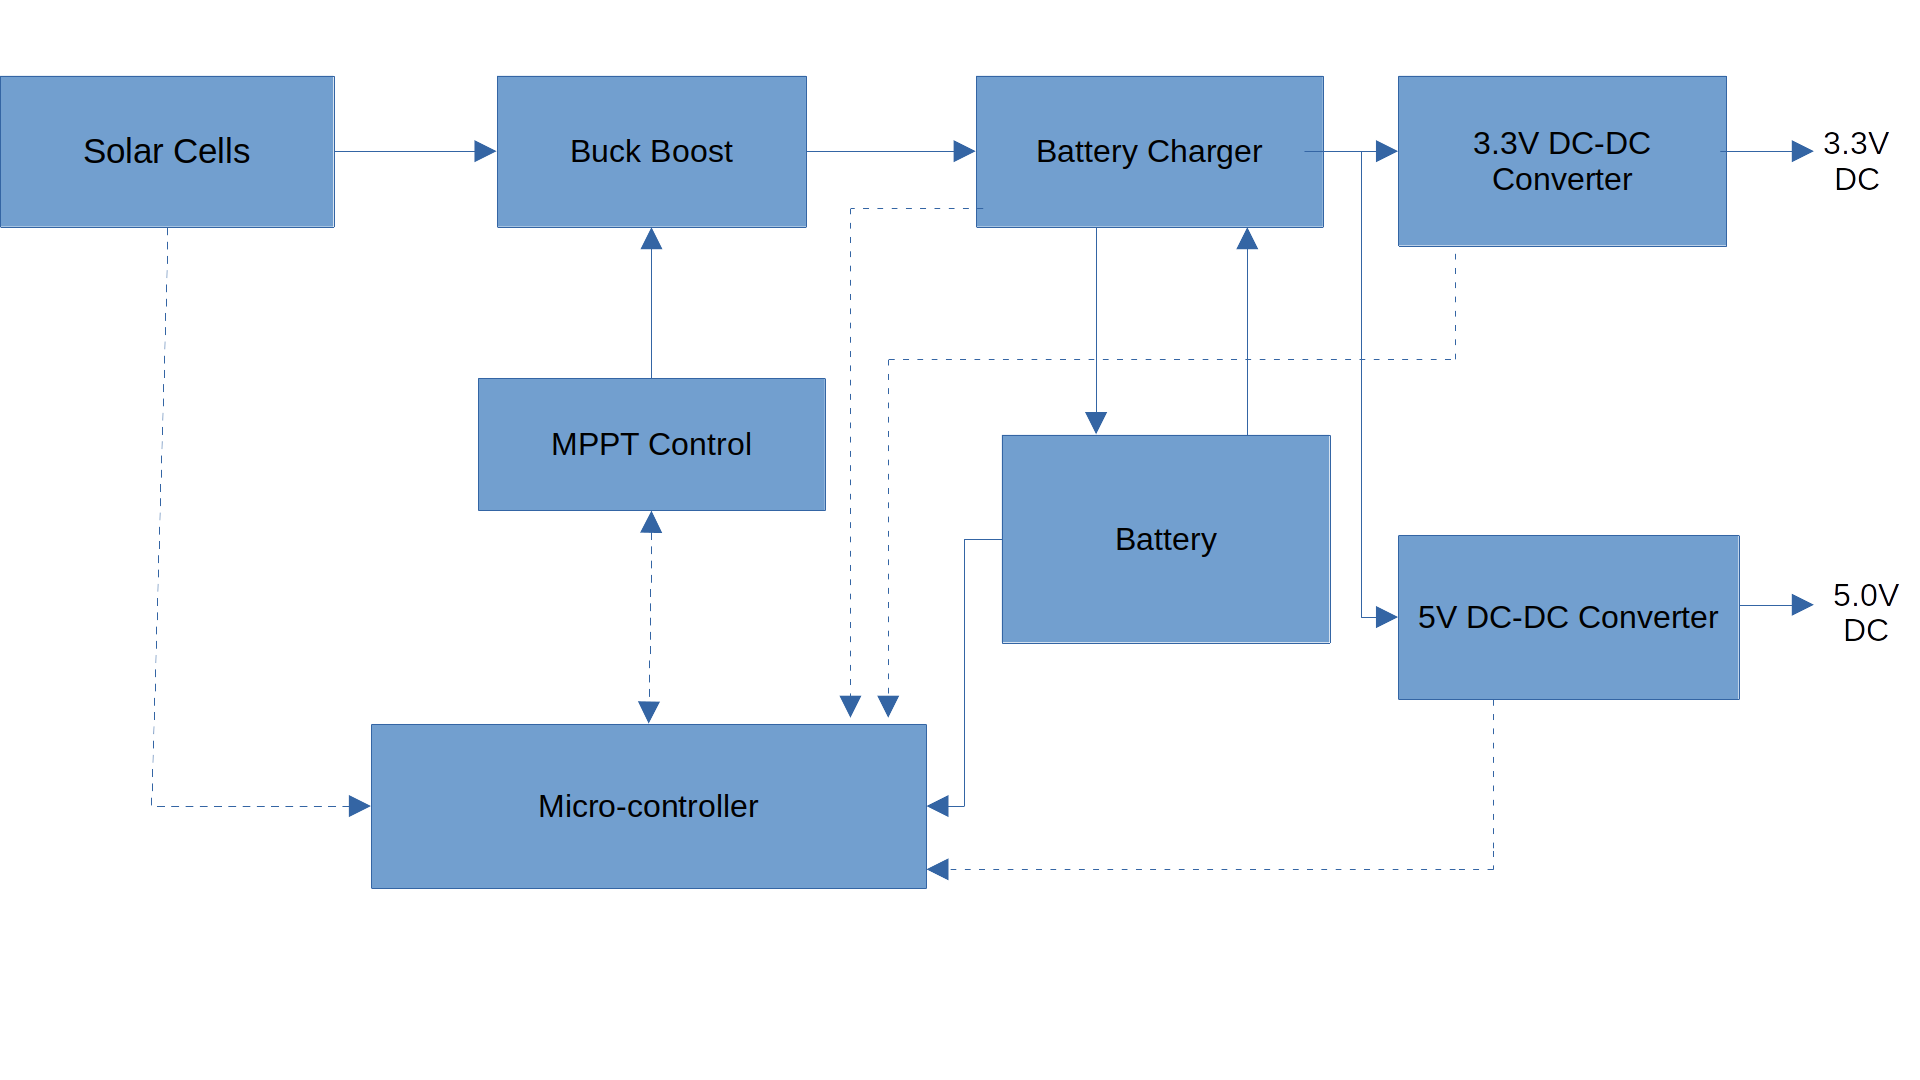 Solar Cells
Buck Boost
Battery Charger
3.3V DC-DC
Converter
3.3V
DC
MPPT Control
Battery
5V DC-DC Converter
5.0V
DC
Micro-controller